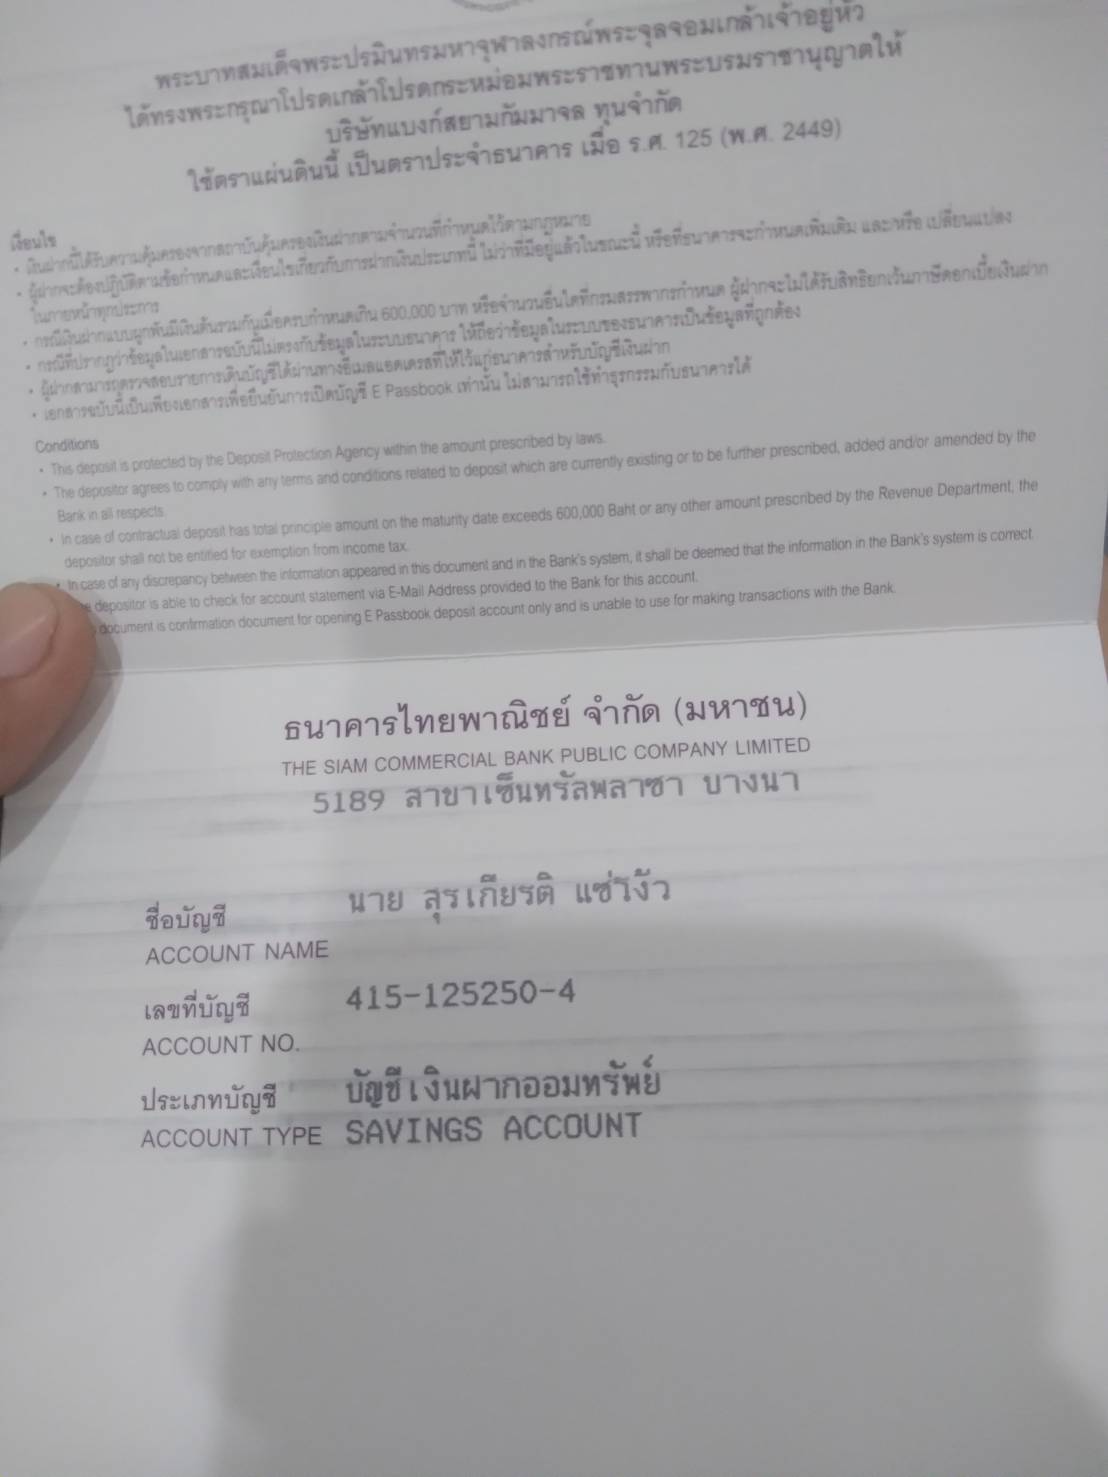 พระบาทสมเด็จพระปรมินทรมหาจุฬาลงกรณ์พระจุลจอมเกล้าเจ้าอยู่หัว
ได้ทรงพระกรุณาโปรดเกล้าโปรดกระหม่อมพระราชทานพระบรมราชานุญาตให้
บริษัทแบงก์สยามกัมมาจล ทุนจำกัด
ใช้ตราแผ่นดินนี้ เป็นตราประจำธนาคาร เมื่อ ร.ศ. 125 (พ.ศ. 2449)
เงื่อนไข
• เงินฝากนี้ได้รับความคุ้มครองจากสถาบันคุ้มครองเงินฝากตามจำนวนที่กำหนดไว้ตามกฎหมาย
• ผู้ฝากจะต้องปฏิบัติตามข้อกำหนดและเงื่อนไขเกี่ยวกับการฝากเงินประเภทนี้ ไม่ว่าที่มีอยู่แล้วในขณะนี้ หรือที่ธนาคารจะกำหนดเพิ่มเติม และ/หรือ เปลี่ยนแปลง
ในภายหน้าทุกประการ
• กรณีเงินฝากแบบผูกพันมีเงินต้นรวมกันเมื่อครบกำหนดเกิน 600,000 บาท หรือจำนวนอื่นใดที่กรมสรรพากรกำหนด ผู้ฝากจะไม่ได้รับสิทธิยกเว้นภาษีดอกเบี้ยเงินฝาก
• กรณีที่ปรากฏว่าข้อมูลในเอกสารฉบับนี้ไม่ตรงกับข้อมูลในระบบธนาคาร ให้ถือว่าข้อมูลในระบบของธนาคารเป็นข้อมูลที่ถูกต้อง
• ผู้ฝากสามารถตรวจสอบรายการเดินบัญชีได้ผ่านทางอีเมลแอดเดรสที่ให้ไว้แก่ธนาคารสำหรับบัญชีเงินฝาก
• เอกสารฉบับนี้เป็นเพียงเอกสารเพื่อยืนยันการเปิดบัญชี E Passbook เท่านั้น ไม่สามารถใช้ทำธุรกรรมกับธนาคารได้
Conditions
• This deposit is protected by the Deposit Protection Agency within the amount prescribed by laws.
• The depositor agrees to comply with any terms and conditions related to deposit which are currently existing or to be further prescribed, added and/or amended by the
Bank in all respects.
• In case of contractual deposit has total principle amount on the maturity date exceeds 600,000 Baht or any other amount prescribed by the Revenue Department, the
depositor shall not be entitled for exemption from income tax.
• In case of any discrepancy between the information appeared in this document and in the Bank's system, it shall be deemed that the information in the Bank's system is correct.
depositor is able to check for account statement via E-Mail Address provided to the Bank for this account.
document is confirmation document for opening E Passbook deposit account only and is unable to use for making transactions with the Bank.
ธนาคารไทยพาณิชย์ จำกัด (มหาชน)
THE SIAM COMMERCIAL BANK PUBLIC COMPANY LIMITED
5189 สาขาเซ็นทรัลพลาซา บางนา
ชื่อบัญชี นาย สุรเกียรติ แซ่โง้ว
ACCOUNT NAME
เลขที่บัญชี 415-125250-4
ACCOUNT NO.
ประเภทบัญชี บัญชีเงินฝากออมทรัพย์
ACCOUNT TYPE SAVINGS ACCOUNT